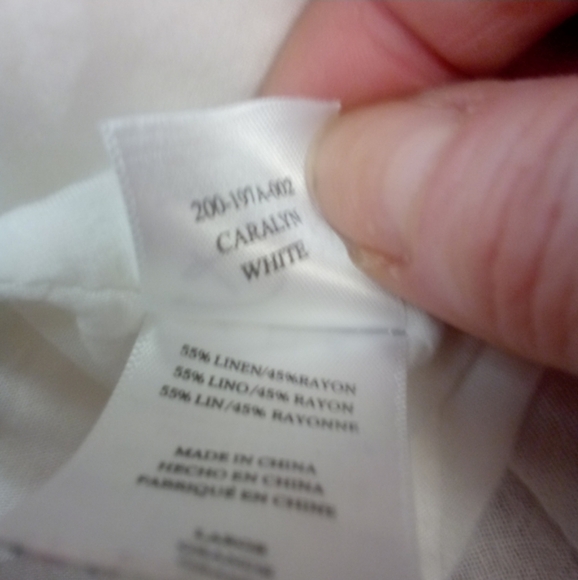 200-197A-002
CARALYN
WHITE
55% LINEN/45%RAYON
55% LINO/45% RAYON
55% LIN/45% RAYONNE
MADE IN CHINA
HECHO EN CHINA
FABRIQUÉ EN CHINE
LARGE